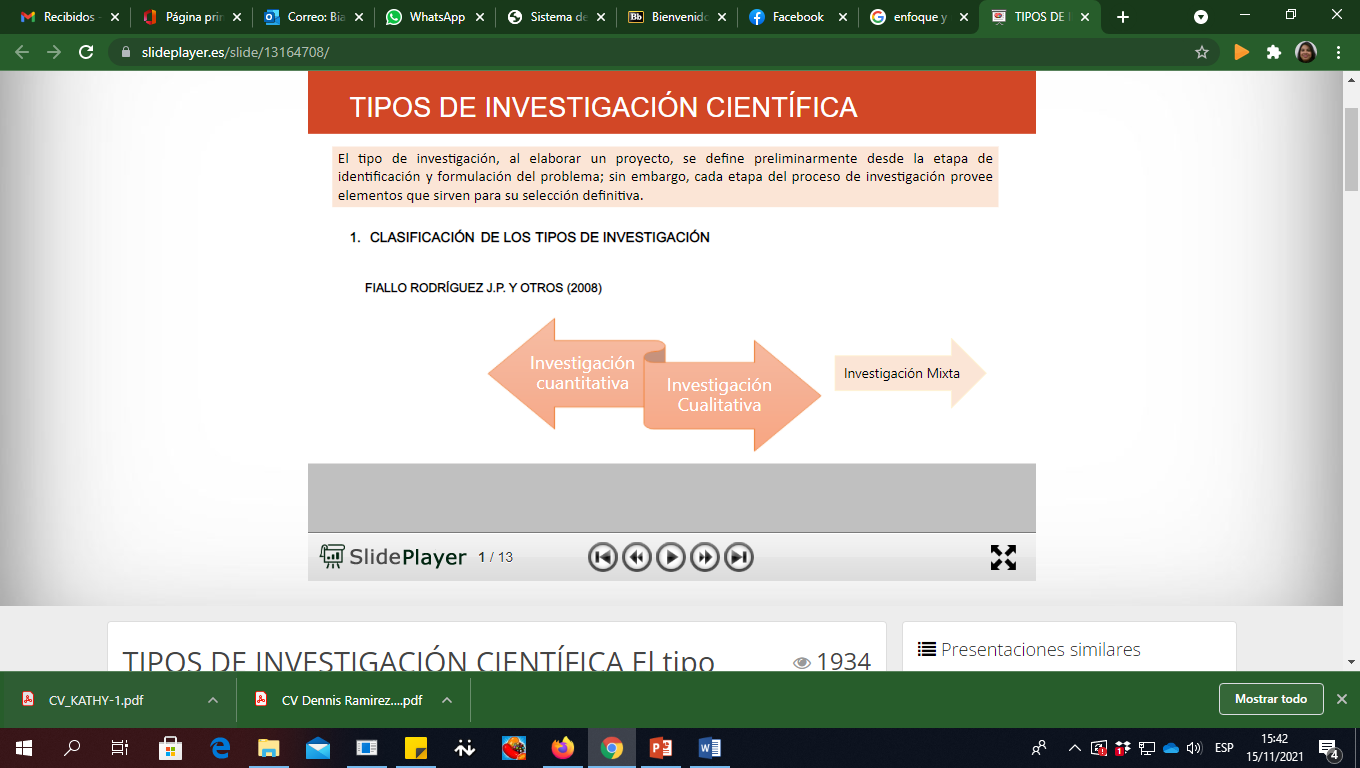 Recibidos -
Página prin
Correo: Bia
WhatsApp
Sistema de
Bb Bienvenido
Facebook
enfoque y
TIPOS DE
slideplayer.es/slide/13164708/
TIPOS DE INVESTIGACIÓN CIENTÍFICA
El tipo de investigación, al elaborar un proyecto, se define preliminarmente desde la etapa de
identificación y formulación del problema; sin embargo, cada etapa del proceso de investigación provee
elementos que sirven para su selección definitiva.
1. CLASIFICACIÓN DE LOS TIPOS DE INVESTIGACIÓN
FIALLO RODRÍGUEZ J.P. Y OTROS (2008)
Investigación
cuantitativa
Investigación
Cualitativa
Investigación Mixta
SlidePlayer 1 / 13
TIPOS DE INVESTIGACIÓN CIENTÍFICA El tipo
1934
Presentaciones similares
CV_KATHY-1.pdf
CV Dennis Ramirez....pdf
Mostrar todo
ESP
15:42
15/11/2021
4